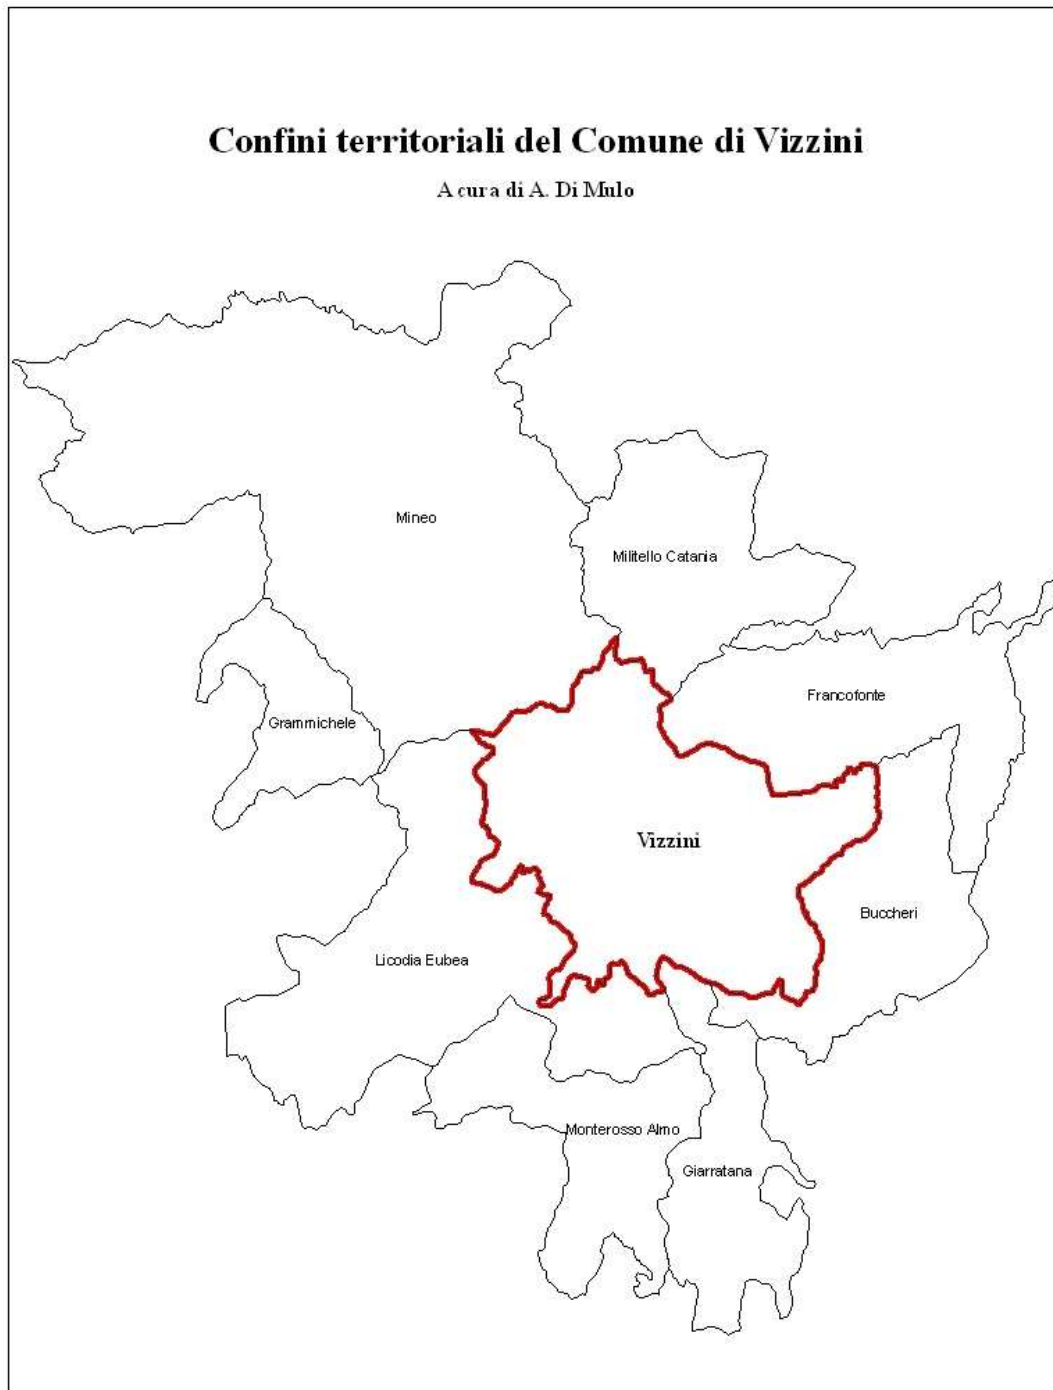 Confini territoriali del Comune di Vizzini
A cura di A. Di Mulo
Mineo
Militello Catania
Francofonte
Grammichele
Vizzini
Buccheri
Licodia Eubea
Monterosso Almo
Giarratana